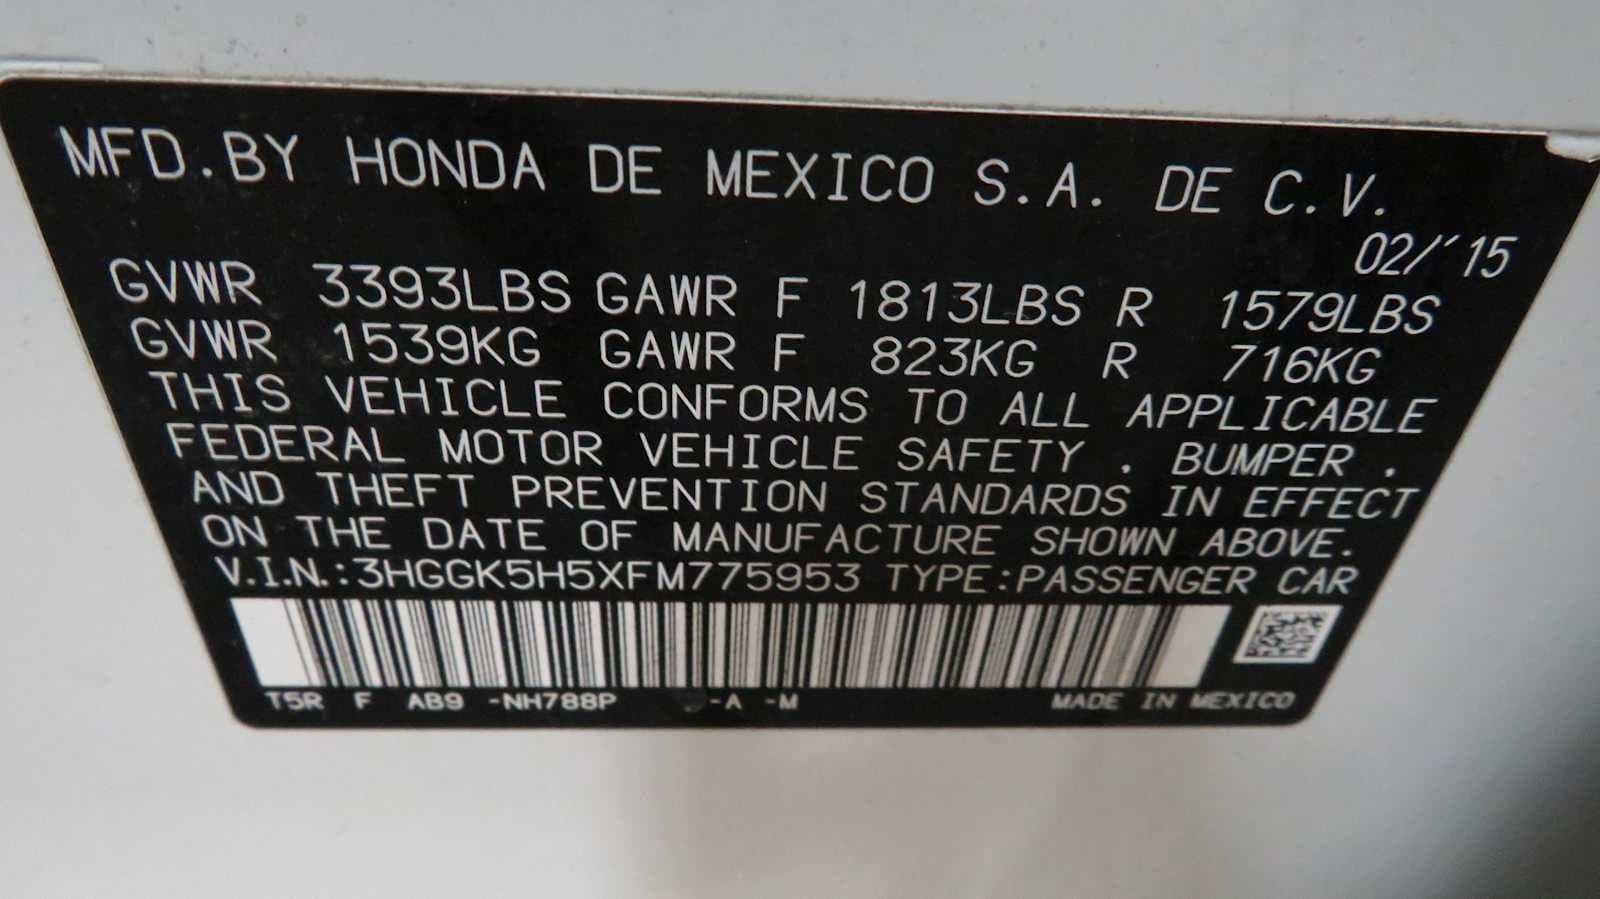 MFD.BY HONDA DE MEXICO S.A. DE C.V.
02/'15
GVWR 3393LBS GAWR F 1813LBS R 1579LBS
GVWR 1539KG GAWR F 823KG R 716KG
THIS VEHICLE CONFORMS TO ALL APPLICABLE
FEDERAL MOTOR VEHICLE SAFETY . BUMPER .
AND THEFT PREVENTION STANDARDS IN EFFECT
ON THE DATE OF MANUFACTURE SHOWN ABOVE.
V.I.N.:3HGGK5H5XFM775953 TYPE:PASSENGER CAR
T5R F AB9 -NH788P -A -M MADE IN MEXICO